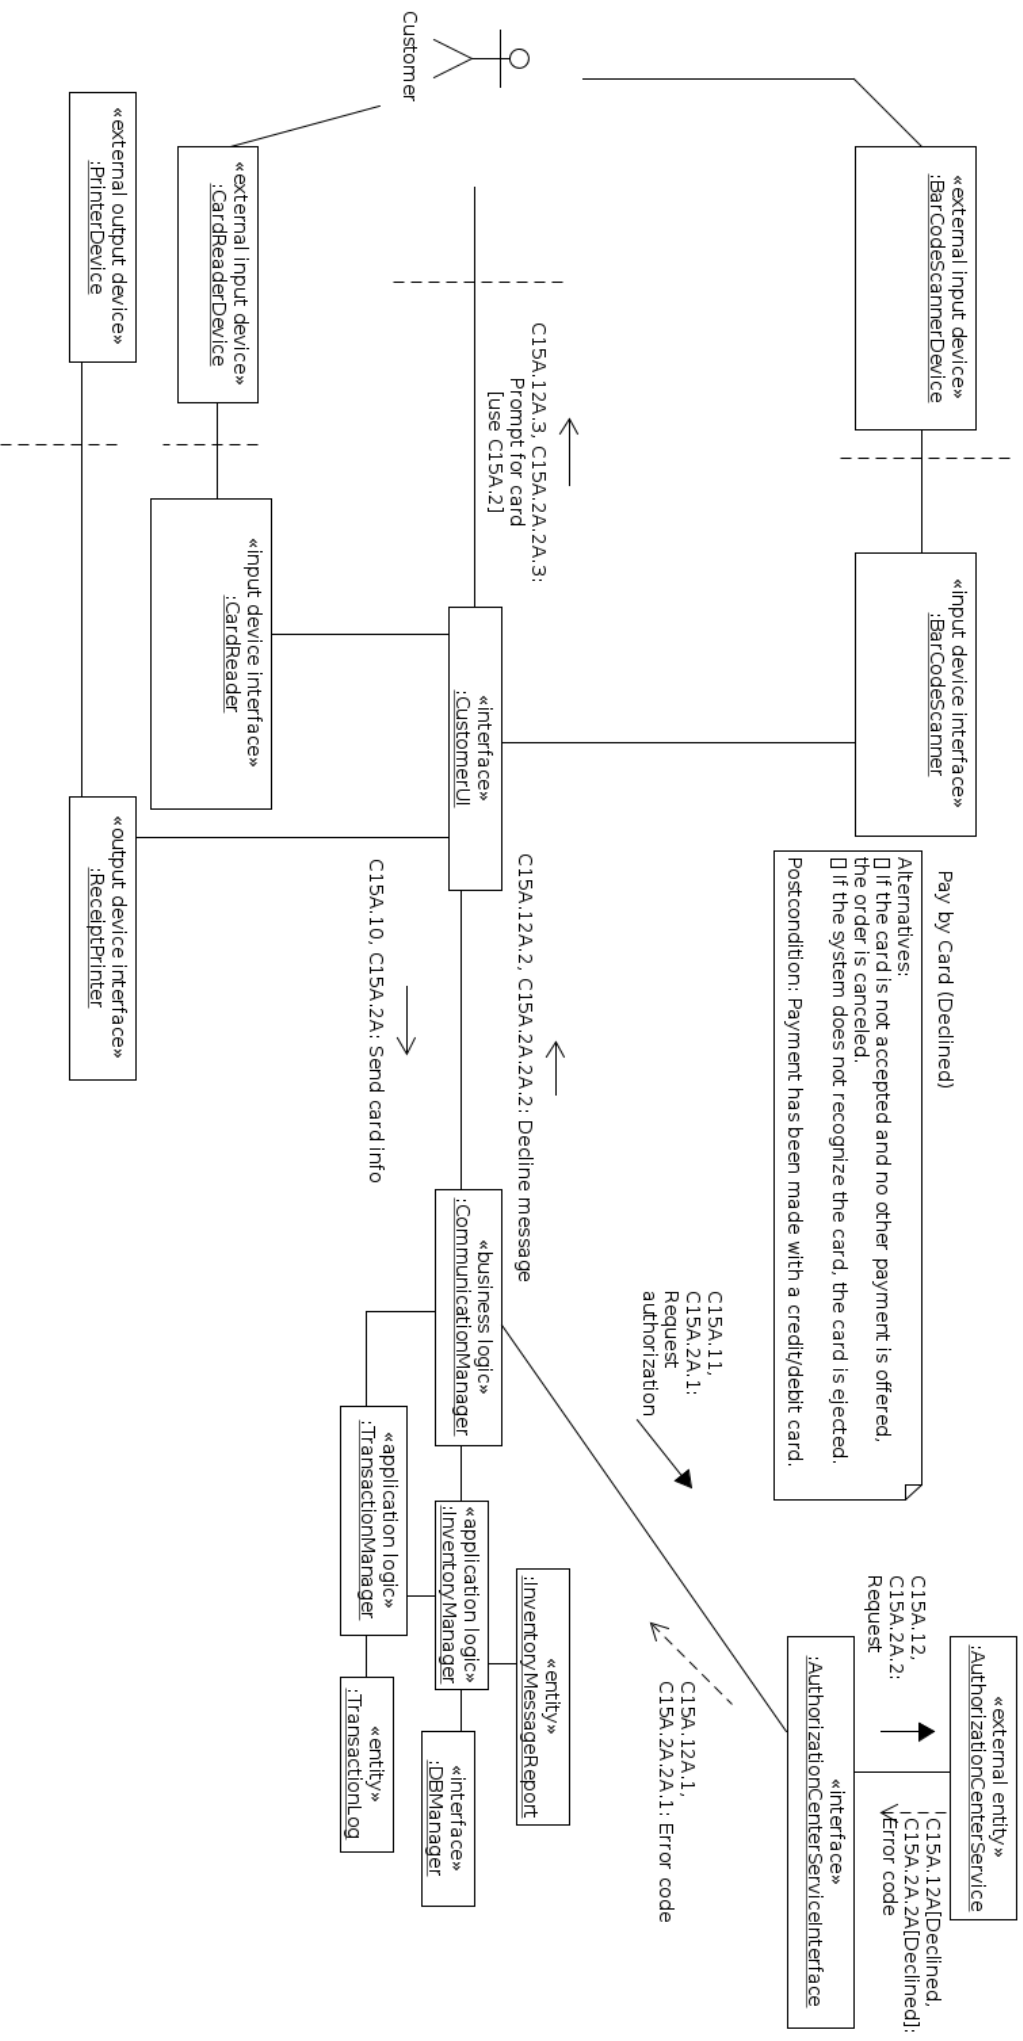 Pay by Card (Declined)
Alternatives:
▯ If the card is not accepted and no other payment is offered,
the order is canceled.
▯ If the system does not recognize the card, the card is ejected.
Postcondition: Payment has been made with a credit/debit card.
«external input device»
:BarCodeScannerDevice
«input device interface»
:BarCodeScanner
«external entity»
:AuthorizationCenterService
C15A.12,
C15A.2A.2:
Request
C15A.12A[Declined,
C15A.2A.2A[Declined]:
Error code
«interface»
:AuthorizationCenterServiceInterface
C15A.11,
C15A.2A.1:
Request
authorization
C15A.12A.1,
C15A.2A.2A.1: Error code
Customer
C15A.12A.3, C15A.2A.2A.3:
Prompt for card
[use C15A.2]
«interface»
:CustomerUI
C15A.12A.2, C15A.2A.2A.2: Decline message
C15A.10, C15A.2A: Send card info
«business logic»
:CommunicationManager
«entity»
:InventoryMessageReport
«application logic»
:InventoryManager
«interface»
:DBManager
«application logic»
:TransactionManager
«entity»
:TransactionLog
«external input device»
:CardReaderDevice
«input device interface»
:CardReader
«external output device»
:PrinterDevice
«output device interface»
:ReceiptPrinter